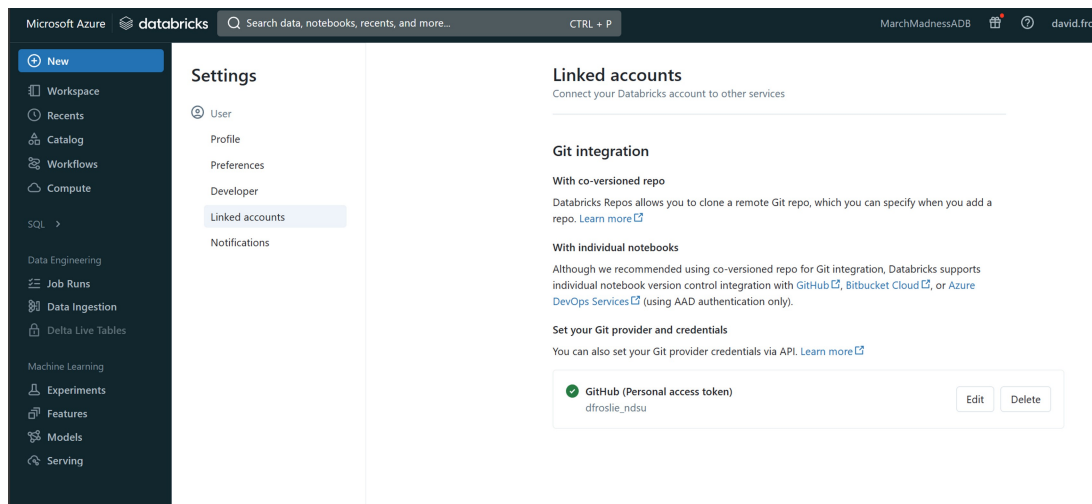 Microsoft Azure databricks Search data, notebooks, recents, and more... CTRL + P MarchMadnessADB david.fro
New
Workspace
Recents
Catalog
Workflows
Compute
SQL
Data Engineering
Job Runs
Data Ingestion
Delta Live Tables
Machine Learning
Experiments
Features
Models
Serving
Settings
User
Profile
Preferences
Developer
Linked accounts
Notifications
Linked accounts
Connect your Databricks account to other services
Git integration
With co-versioned repo
Databricks Repos allows you to clone a remote Git repo, which you can specify when you add a
repo. Learn more
With individual notebooks
Although we recommended using co-versioned repo for Git integration, Databricks supports
individual notebook version control integration with GitHub, Bitbucket Cloud, or Azure
DevOps Services (using AAD authentication only).
Set your Git provider and credentials
You can also set your Git provider credentials via API. Learn more
GitHub (Personal access token)
dfroslie_ndsu
Edit Delete